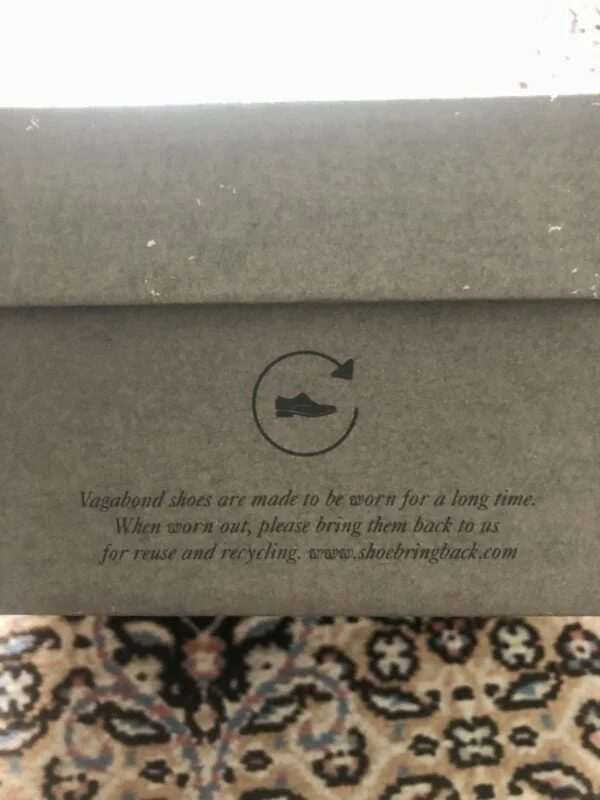 Vagabond shoes are made to be worn for a long time.
When worn out, please bring them back to us
for reuse and recycling. www.shoebringback.com